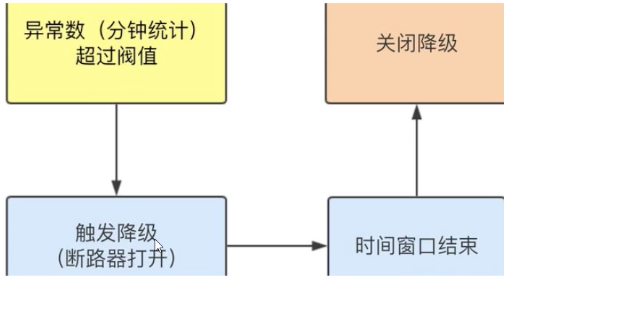 异常数（分钟统计）
超过阀值
关闭降级
触发降级
（断路器打开）
时间窗口结束